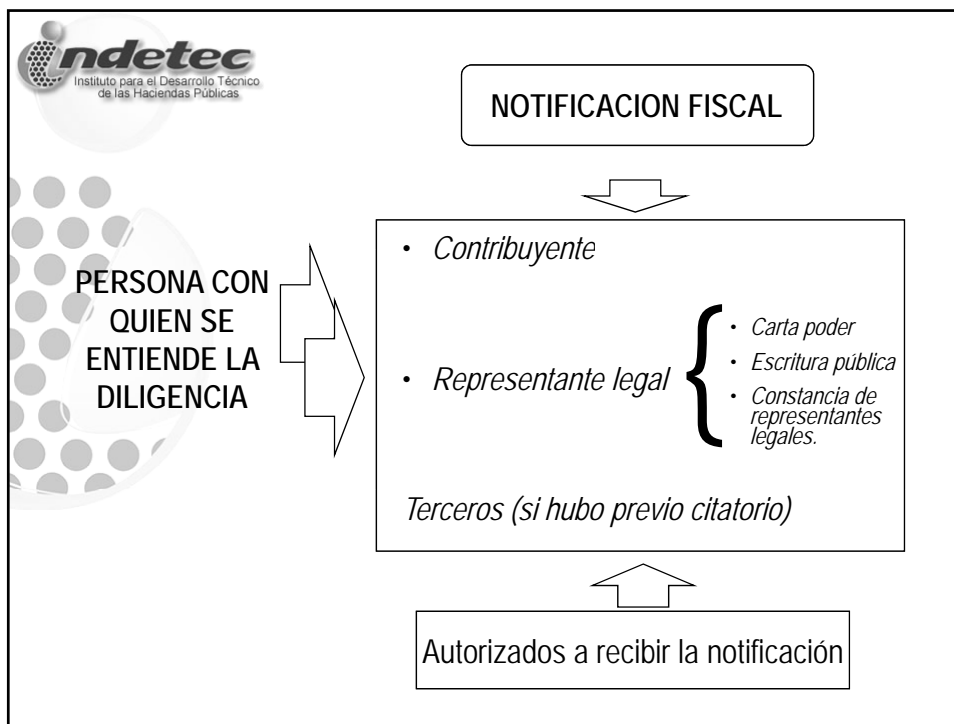 indetec
Instituto para el Desarrollo Técnico
de las Haciendas Públicas
NOTIFICACION FISCAL
PERSONA CON
QUIEN SE
ENTIENDE LA
DILIGENCIA
• Contribuyente
• Representante legal
• Carta poder
• Escritura pública
• Constancia de
representantes
legales.
Terceros (si hubo previo citatorio)
Autorizados a recibir la notificación